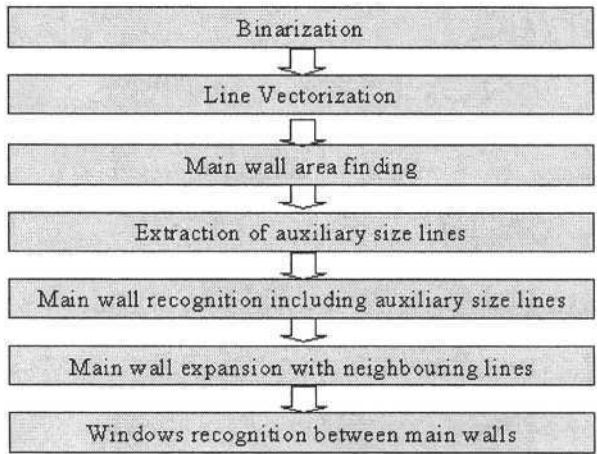 Binarization
Line Vectorization
Main wall area finding
Extraction of auxiliary size lines
Main wall recognition including auxiliary size lines
Main wall expansion with neighbouring lines
Windows recognition between main walls